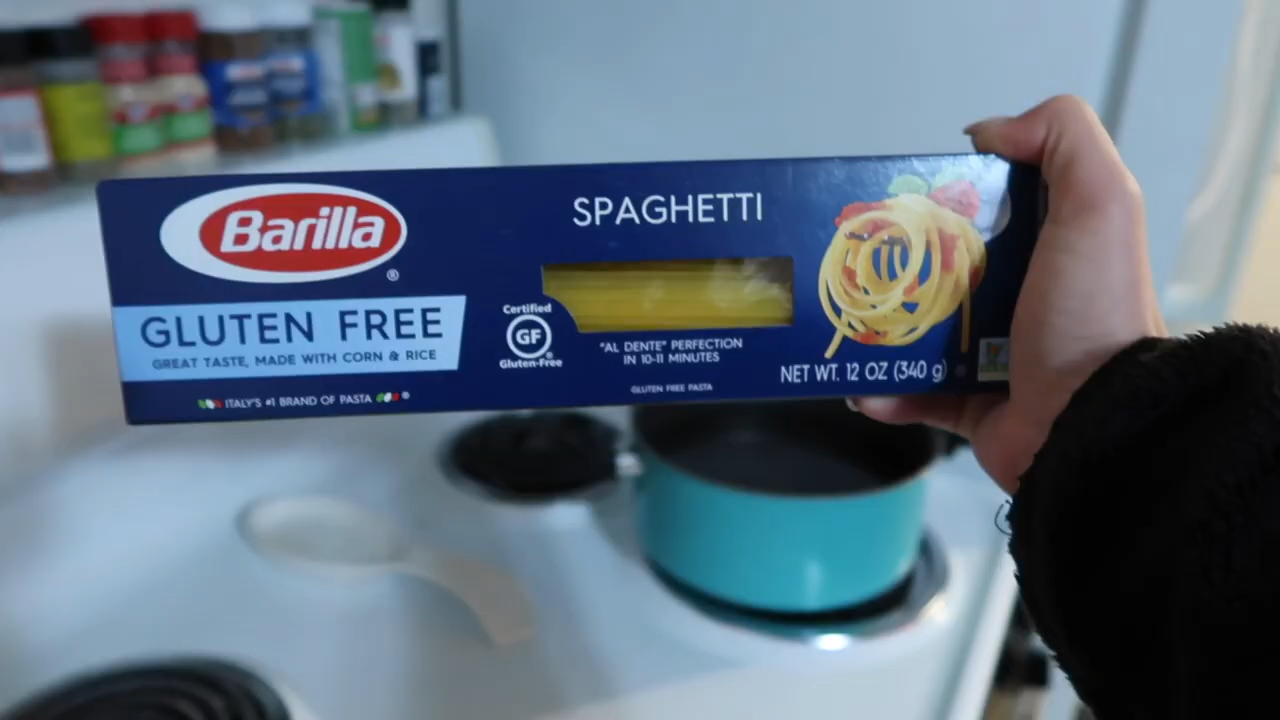 Barilla
®
GLUTEN FREE
GREAT TASTE, MADE WITH CORN & RICE
ITALY'S #1 BRAND OF PASTA ®
SPAGHETTI
Certified
GF
Gluten-Free
"AL DENTE" PERFECTION
IN 10-11 MINUTES
GLUTEN FREE PASTA
NET WT. 12 OZ (340 g)